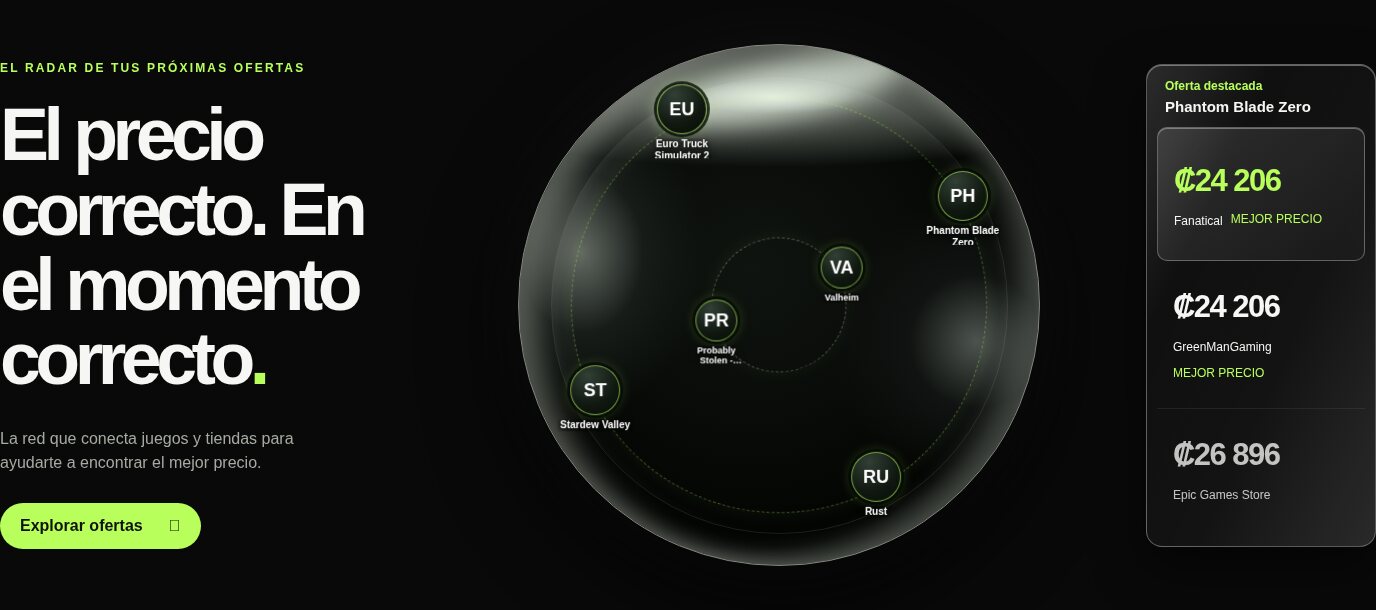 EL RADAR DE TUS PRÓXIMAS OFERTAS
El precio
correcto. En
el momento
correcto.
La red que conecta juegos y tiendas para
ayudarte a encontrar el mejor precio.
Explorar ofertas
EU
Euro Truck
Simulator 2
PH
Phantom Blade
Zero
VA
Valheim
PR
Probably
Stolen -...
ST
Stardew Valley
RU
Rust
Oferta destacada
Phantom Blade Zero
₡24 206
Fanatical MEJOR PRECIO
₡24 206
GreenManGaming
MEJOR PRECIO
₡26 896
Epic Games Store